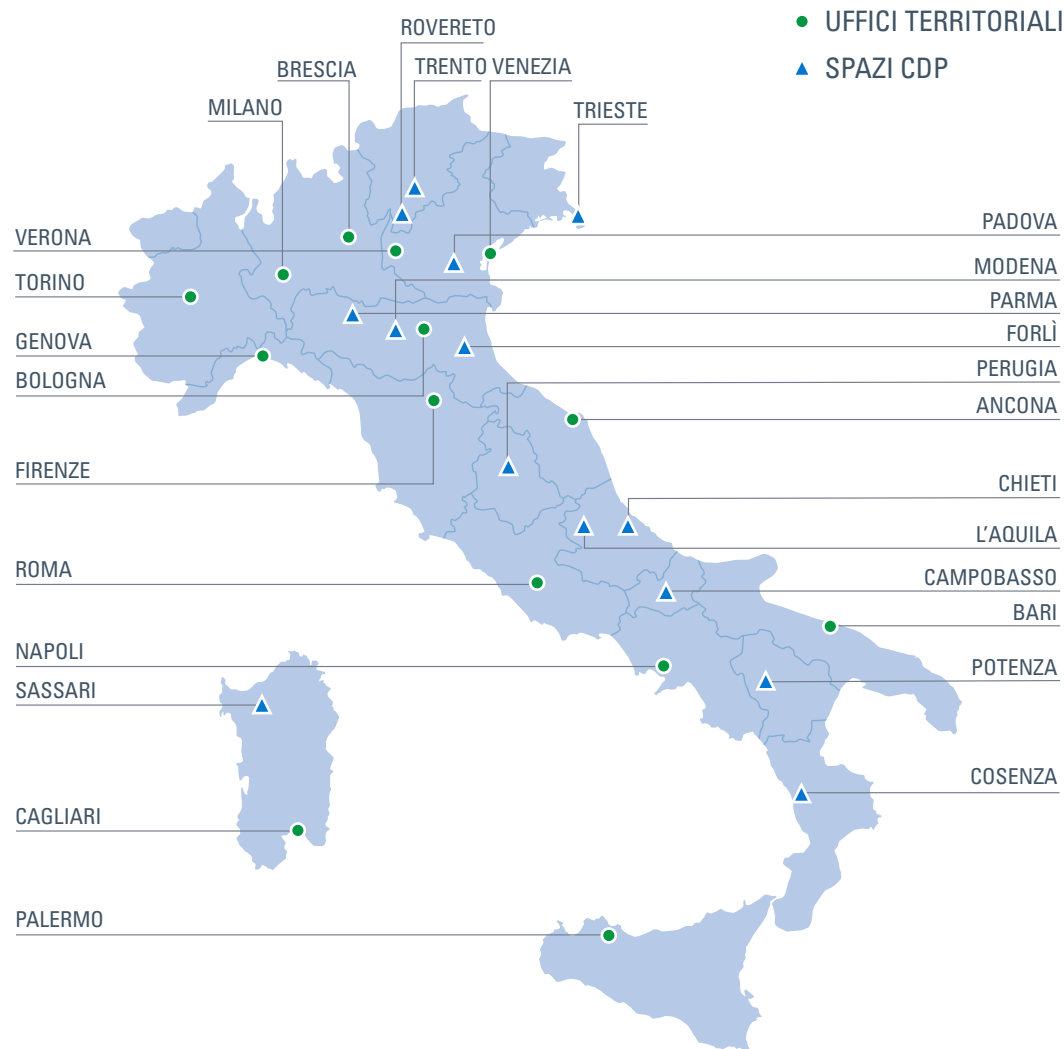 UFFICI TERRITORIALI
SPAZI CDP
ROVERETO
BRESCIA
TRENTO
VENEZIA
MILANO
TRIESTE
VERONA
PADOVA
TORINO
MODENA
PARMA
GENOVA
FORLÌ
BOLOGNA
PERUGIA
ANCONA
FIRENZE
CHIETI
L'AQUILA
ROMA
CAMPOBASSO
BARI
NAPOLI
POTENZA
SASSARI
COSENZA
CAGLIARI
PALERMO